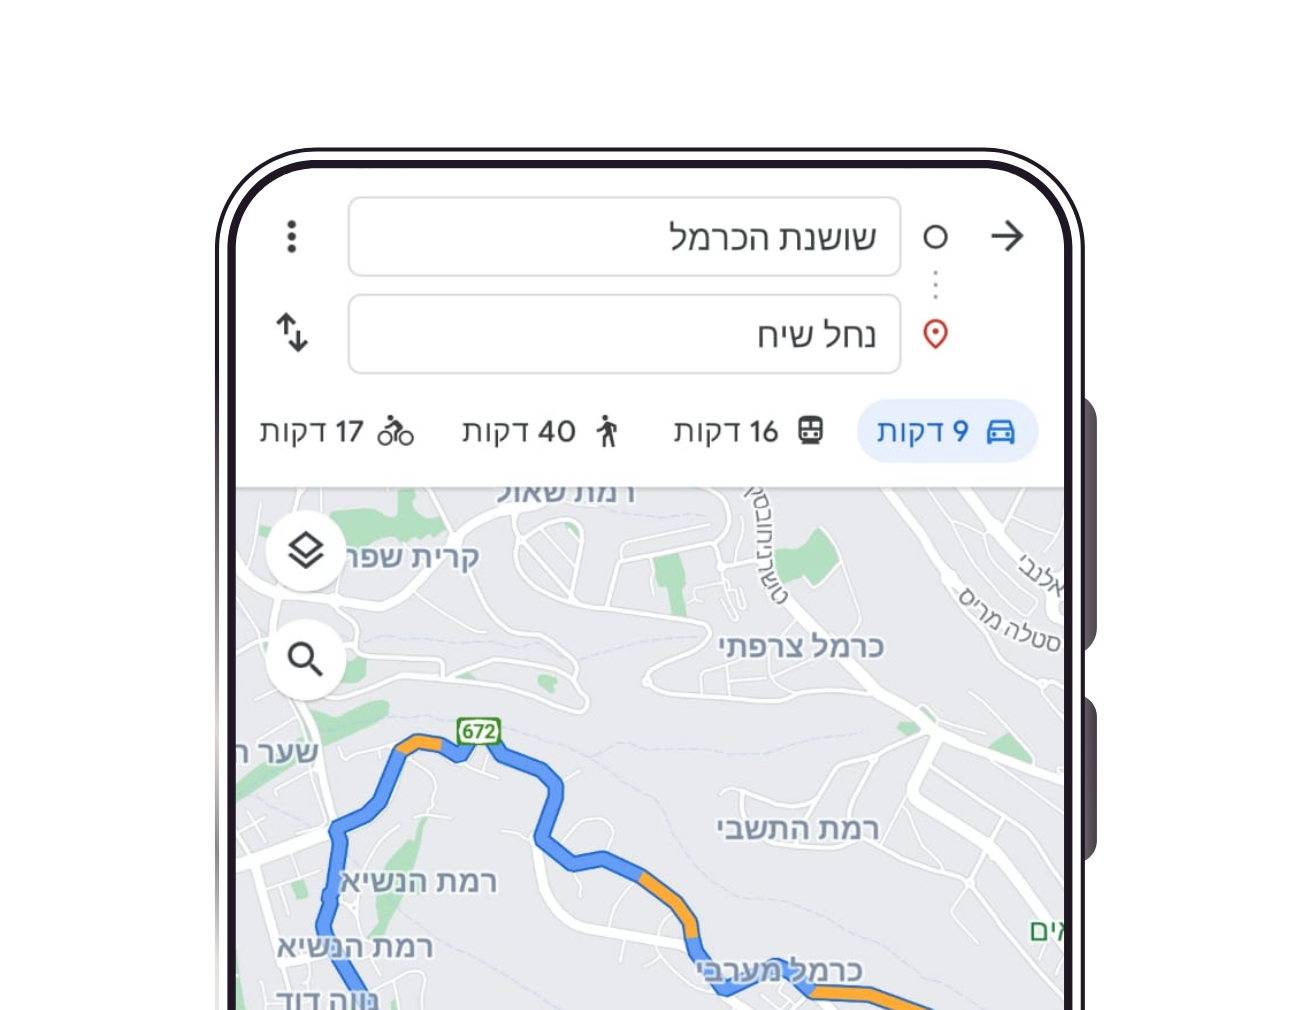 שושנת הכרמל
נחל שיח
9 דקות
16 דקות
40 דקות
17 דקות
רמת שאול
קרית שפר
טשרניחובסקי
אלנבי
סטלה מריס
כרמל צרפתי
672
שער ה
רמת התשבי
רמת הנשיא
אים
רמת הנשיא
כרמל מערבי
נווה דוד